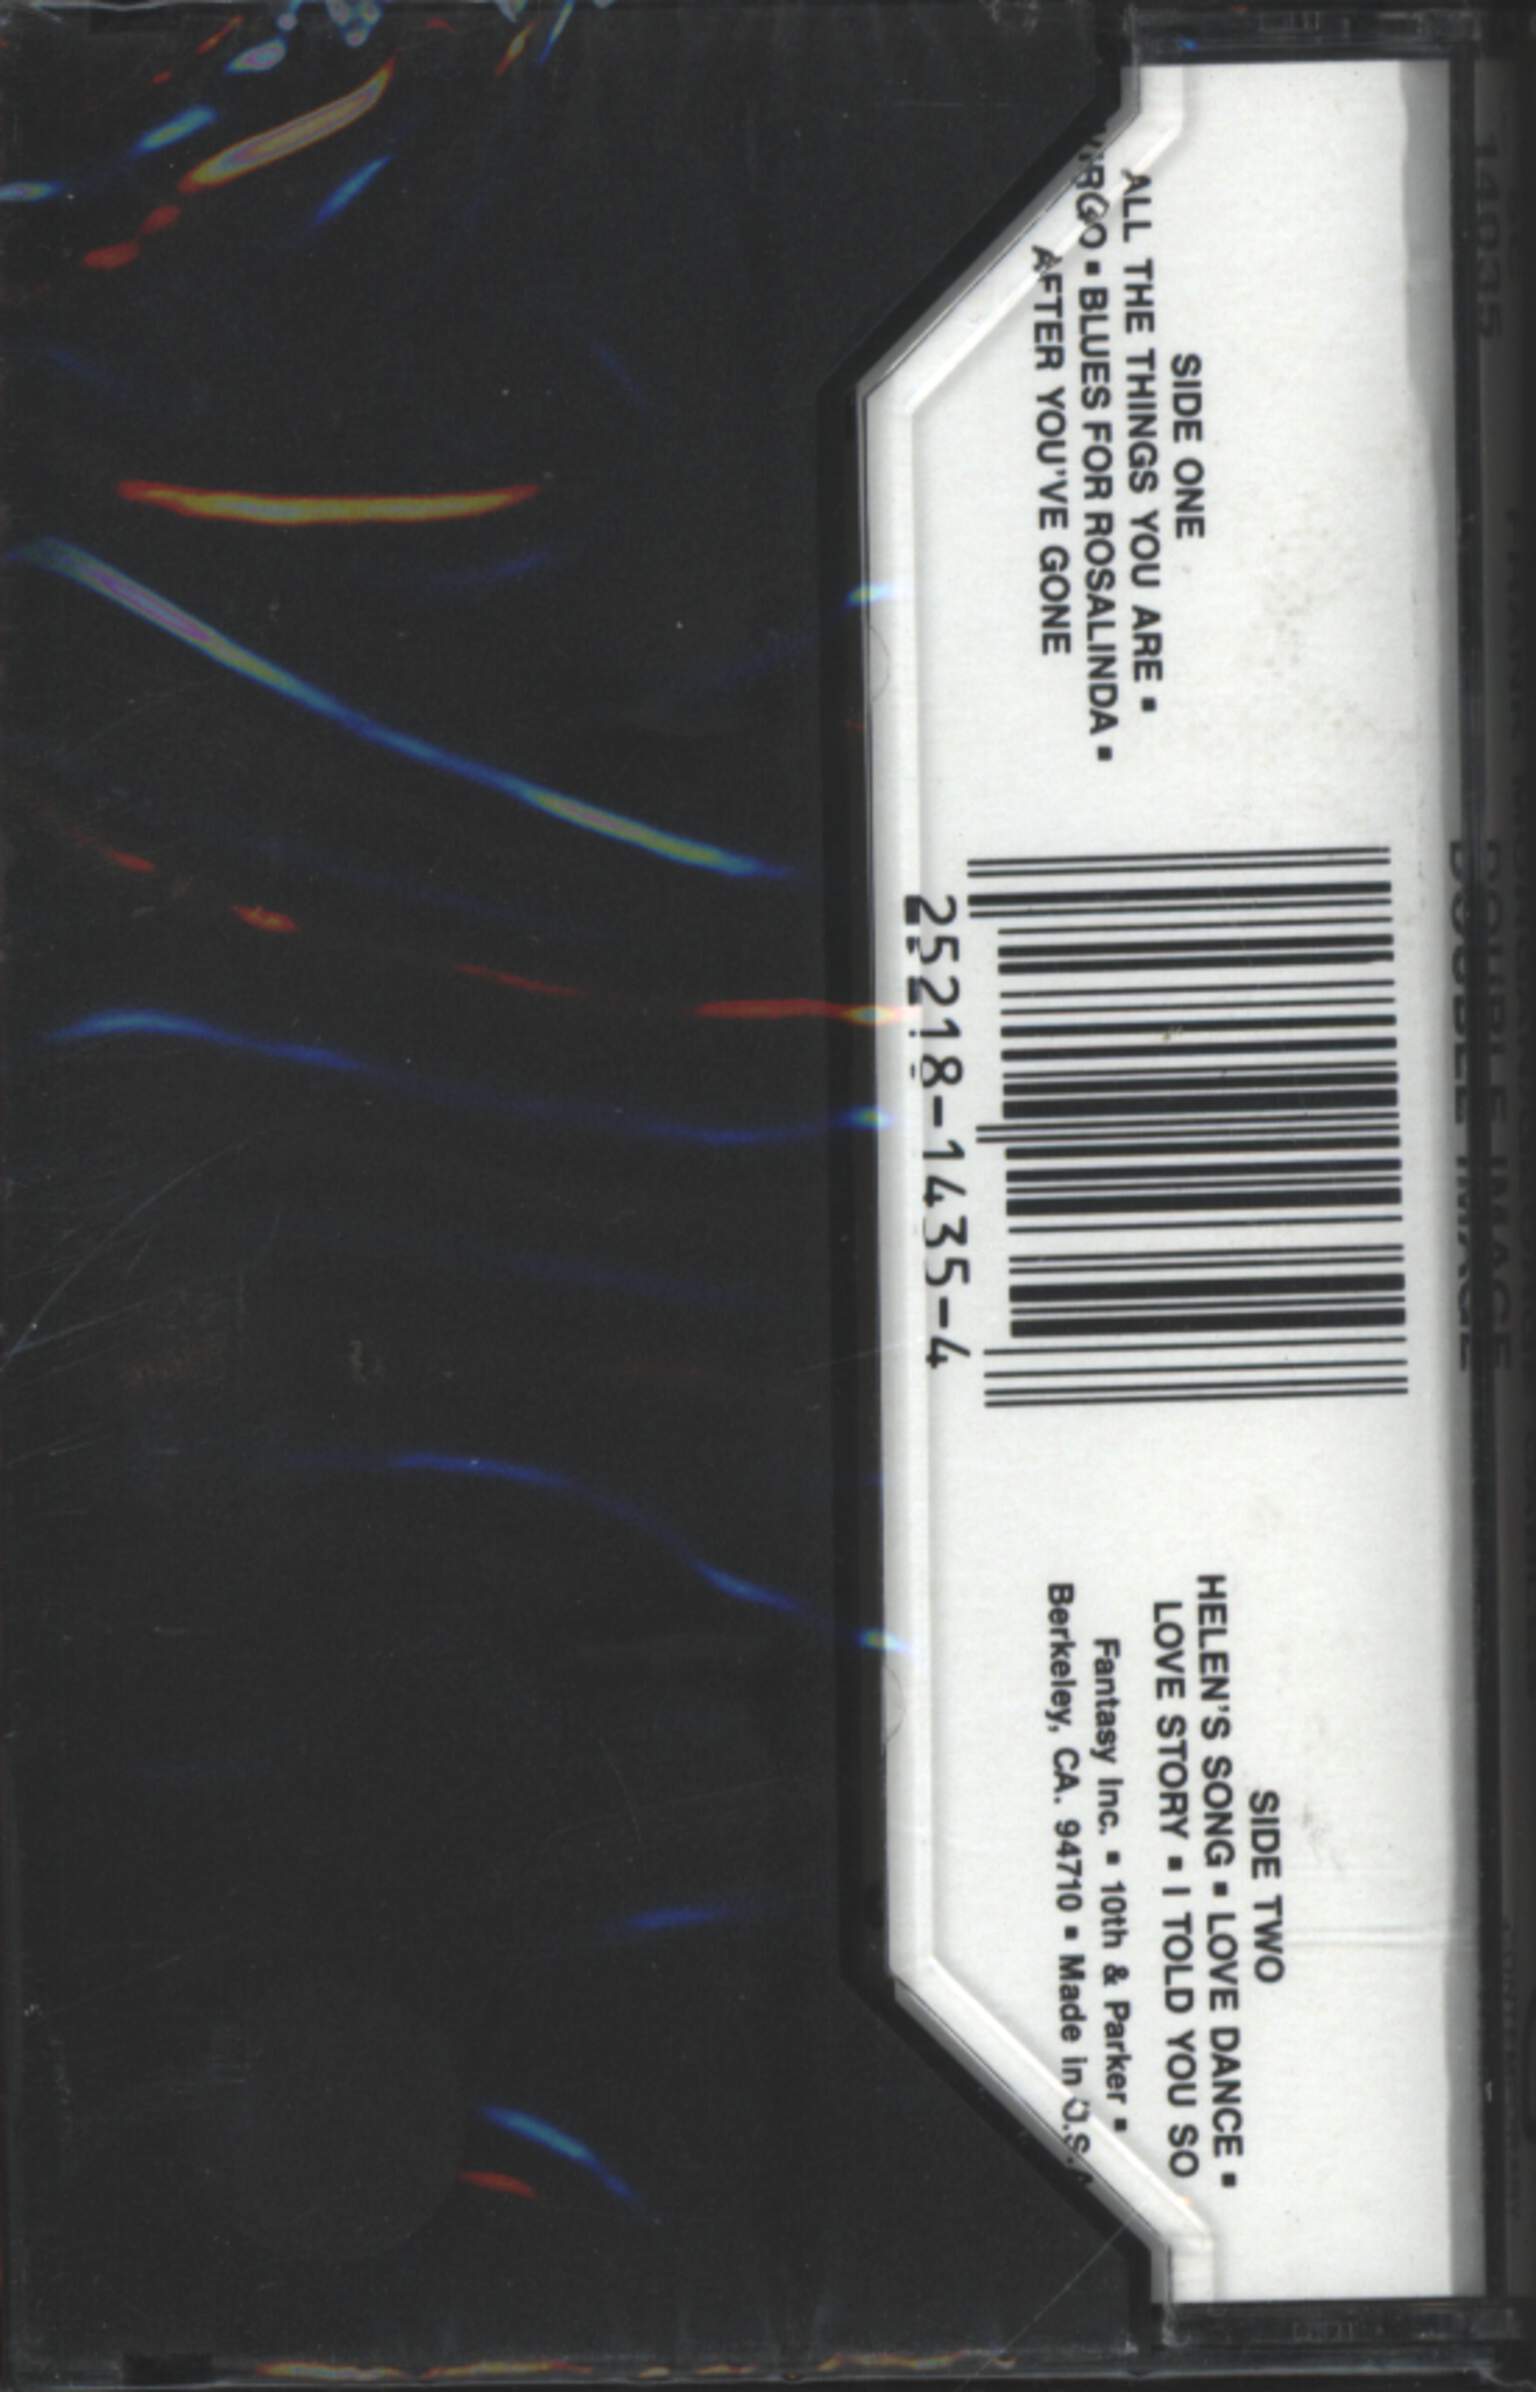 SIDE ONE
ALL THE THINGS YOU ARE ▪
VIRGO ▪ BLUES FOR ROSALINDA ▪
AFTER YOU'VE GONE
25218-1435-4
SIDE TWO
HELEN'S SONG ▪ LOVE DANCE ▪
LOVE STORY ▪ I TOLD YOU SO
Fantasy Inc. ▪ 10th & Parker ▪
Berkeley, CA. 94710 ▪ Made in U.S.A
DOUBLE IMAGE